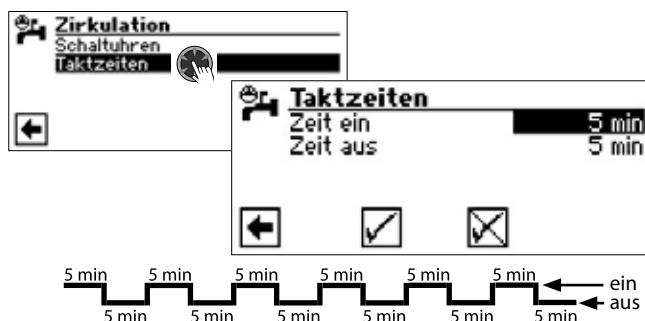 Zirkulation
Schaltuhren
Taktzeiten
Taktzeiten
Zeit ein 5 min
Zeit aus 5 min
5 min 5 min 5 min 5 min 5 min 5 min ein
aus
5 min 5 min 5 min 5 min 5 min 5 min